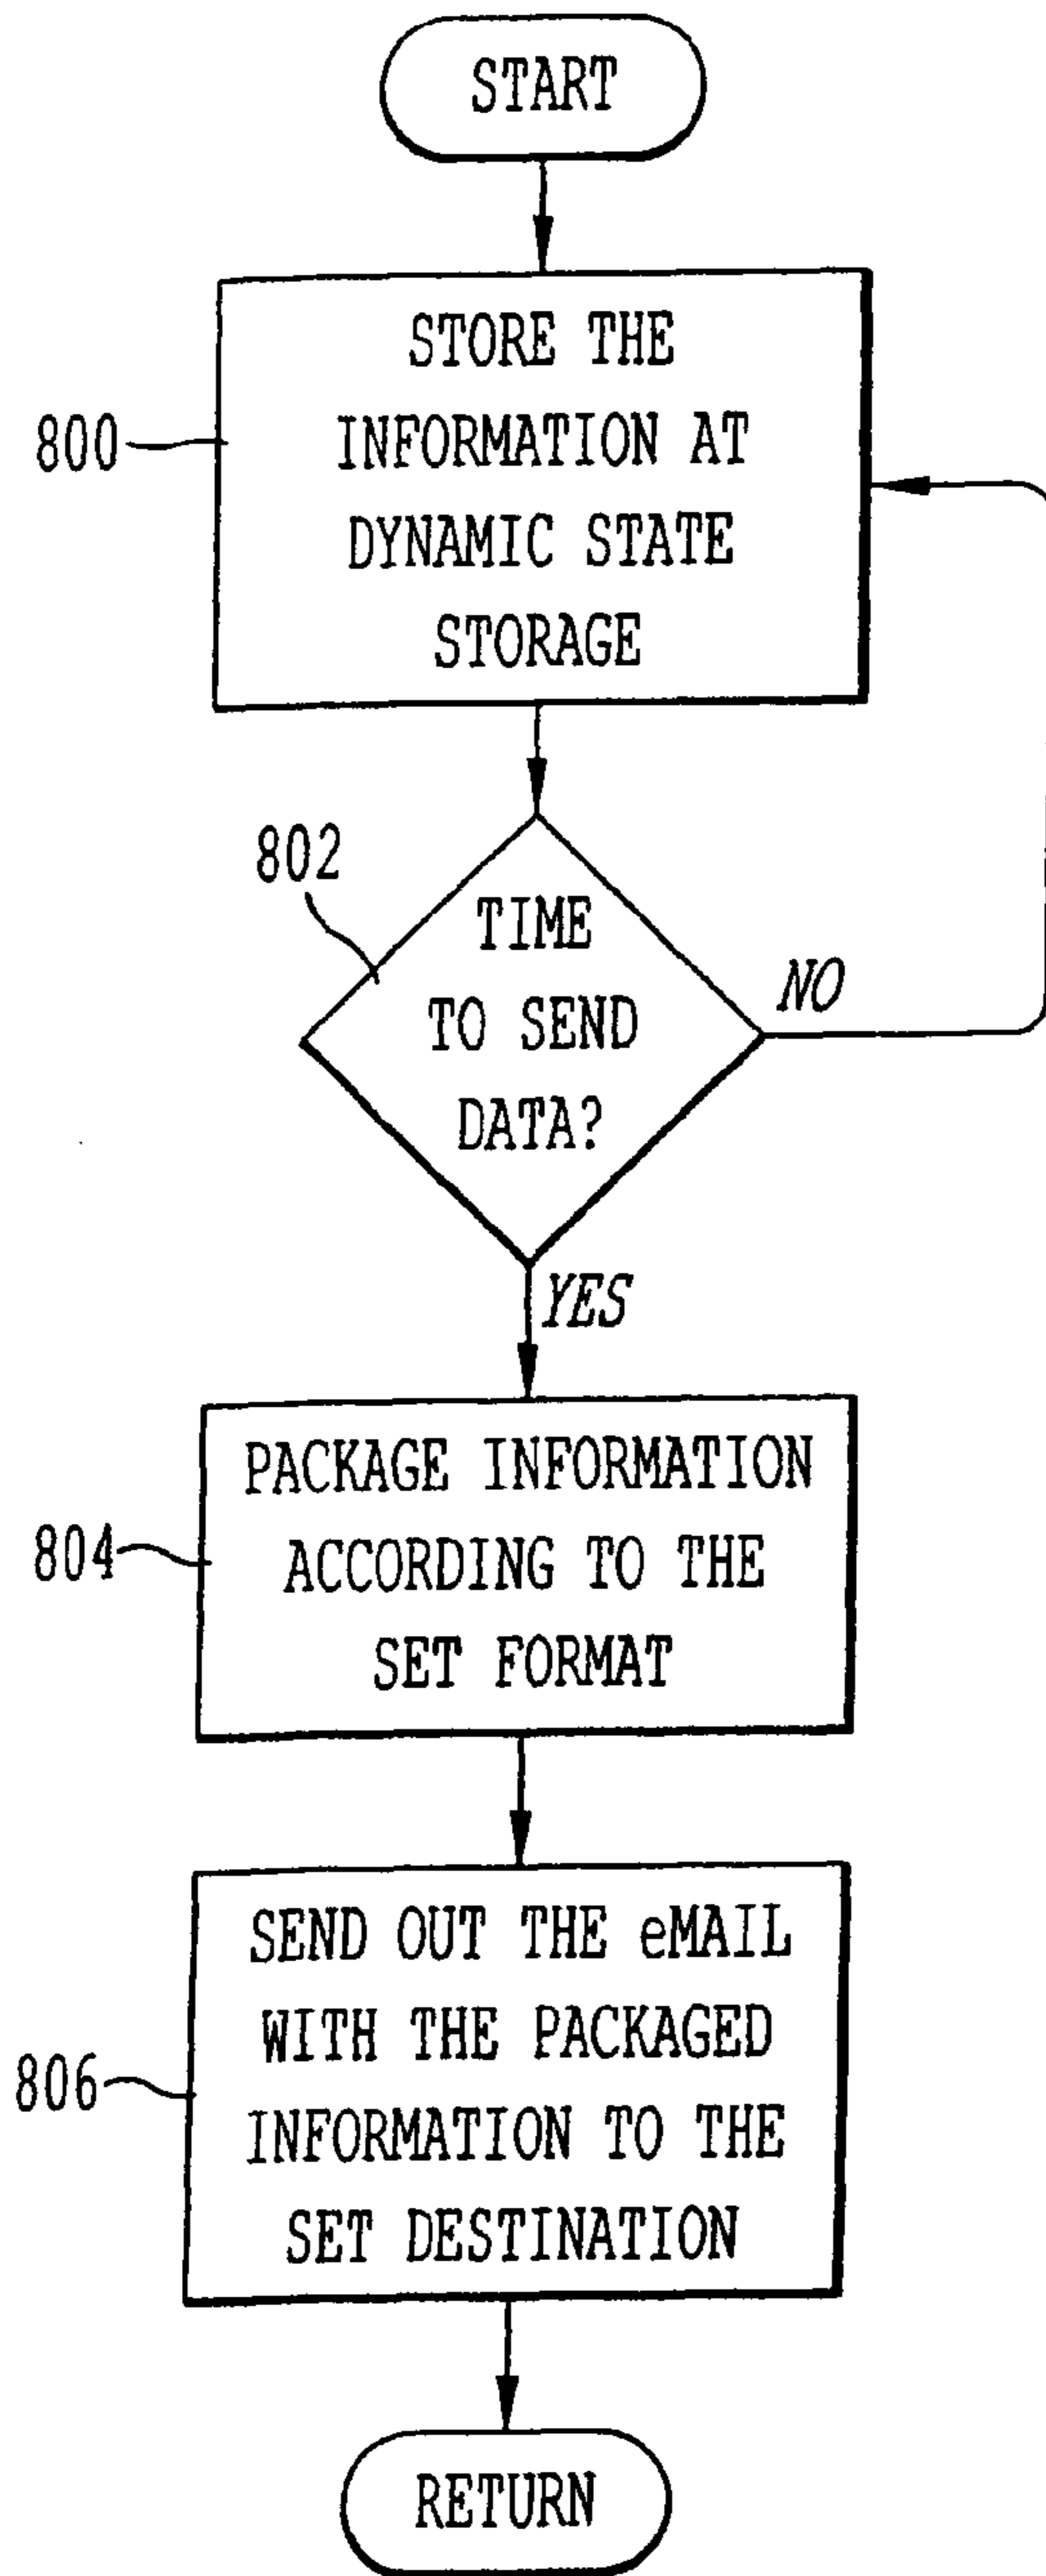 START
800
STORE THE
INFORMATION AT
DYNAMIC STATE
STORAGE
802
TIME
TO SEND
DATA?
NO
YES
804
PACKAGE INFORMATION
ACCORDING TO THE
SET FORMAT
806
SEND OUT THE eMAIL
WITH THE PACKAGED
INFORMATION TO THE
SET DESTINATION
RETURN